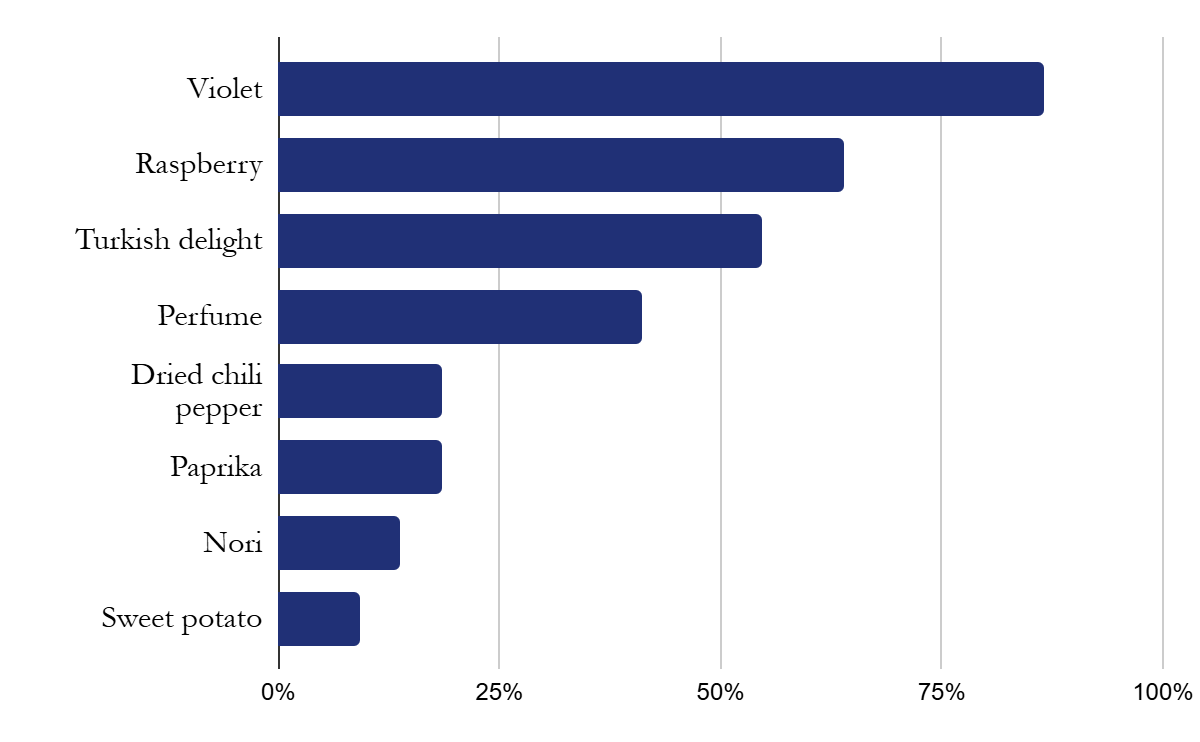 Violet
Raspberry
Turkish delight
Perfume
Dried chili
pepper
Paprika
Nori
Sweet potato
0% 25% 50% 75% 100%